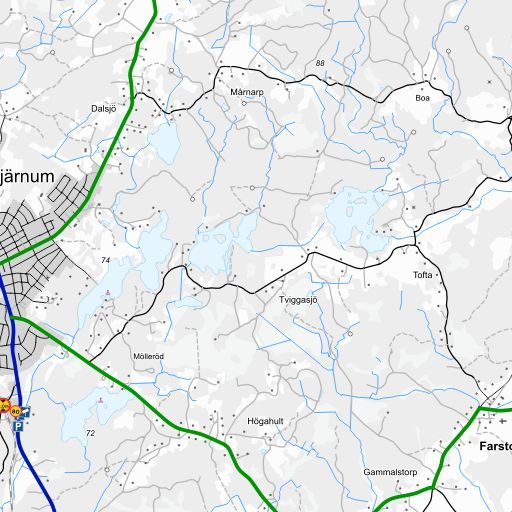 88
Mårnarp
Boa
Dalsjö
järnum
74
Tofta
Tviggasjö
Mölleröd
80
P
Högahult
72
Farsto
Gammalstorp